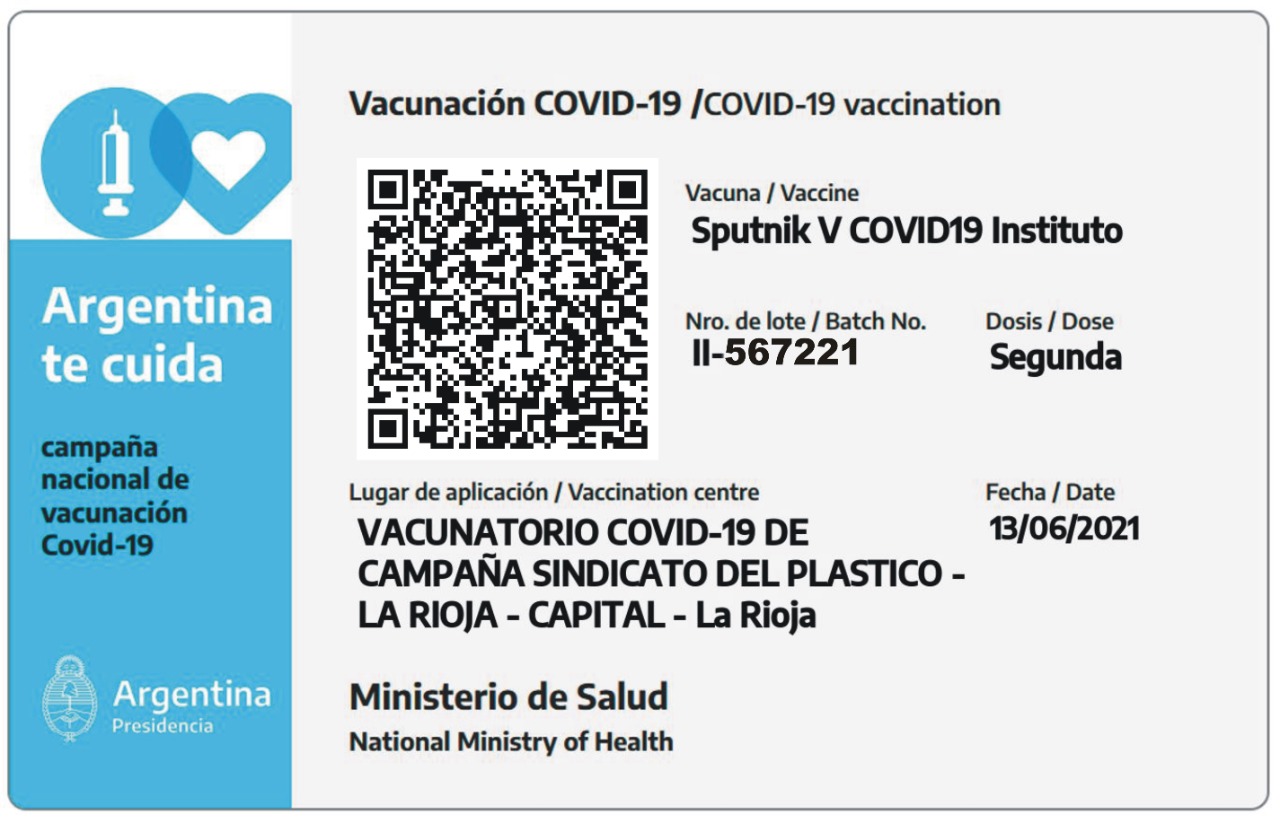 Vacunación COVID-19 /COVID-19 vaccination
Vacuna / Vaccine
Sputnik V COVID19 Instituto
Nro. de lote / Batch No.
II-567221
Dosis / Dose
Segunda
Lugar de aplicación / Vaccination centre
VACUNATORIO COVID-19 DE
CAMPAÑA SINDICATO DEL PLASTICO -
LA RIOJA - CAPITAL - La Rioja
Fecha / Date
13/06/2021
Ministerio de Salud
National Ministry of Health
Argentina
te cuida
campaña
nacional de
vacunación
Covid-19
Argentina
Presidencia